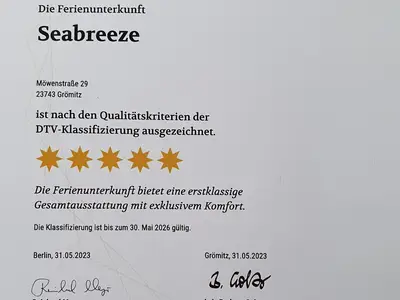 Die Ferienunterkunft
Seabreeze
Möwenstraße 29
23743 Grömitz
ist nach den Qualitätskriterien der
DTV-Klassifizierung ausgezeichnet.
Die Ferienunterkunft bietet eine erstklassige
Gesamtausstattung mit exklusivem Komfort.
Die Klassifizierung ist bis zum 30. Mai 2026 gültig.
Berlin, 31.05.2023
Grömitz, 31.05.2023